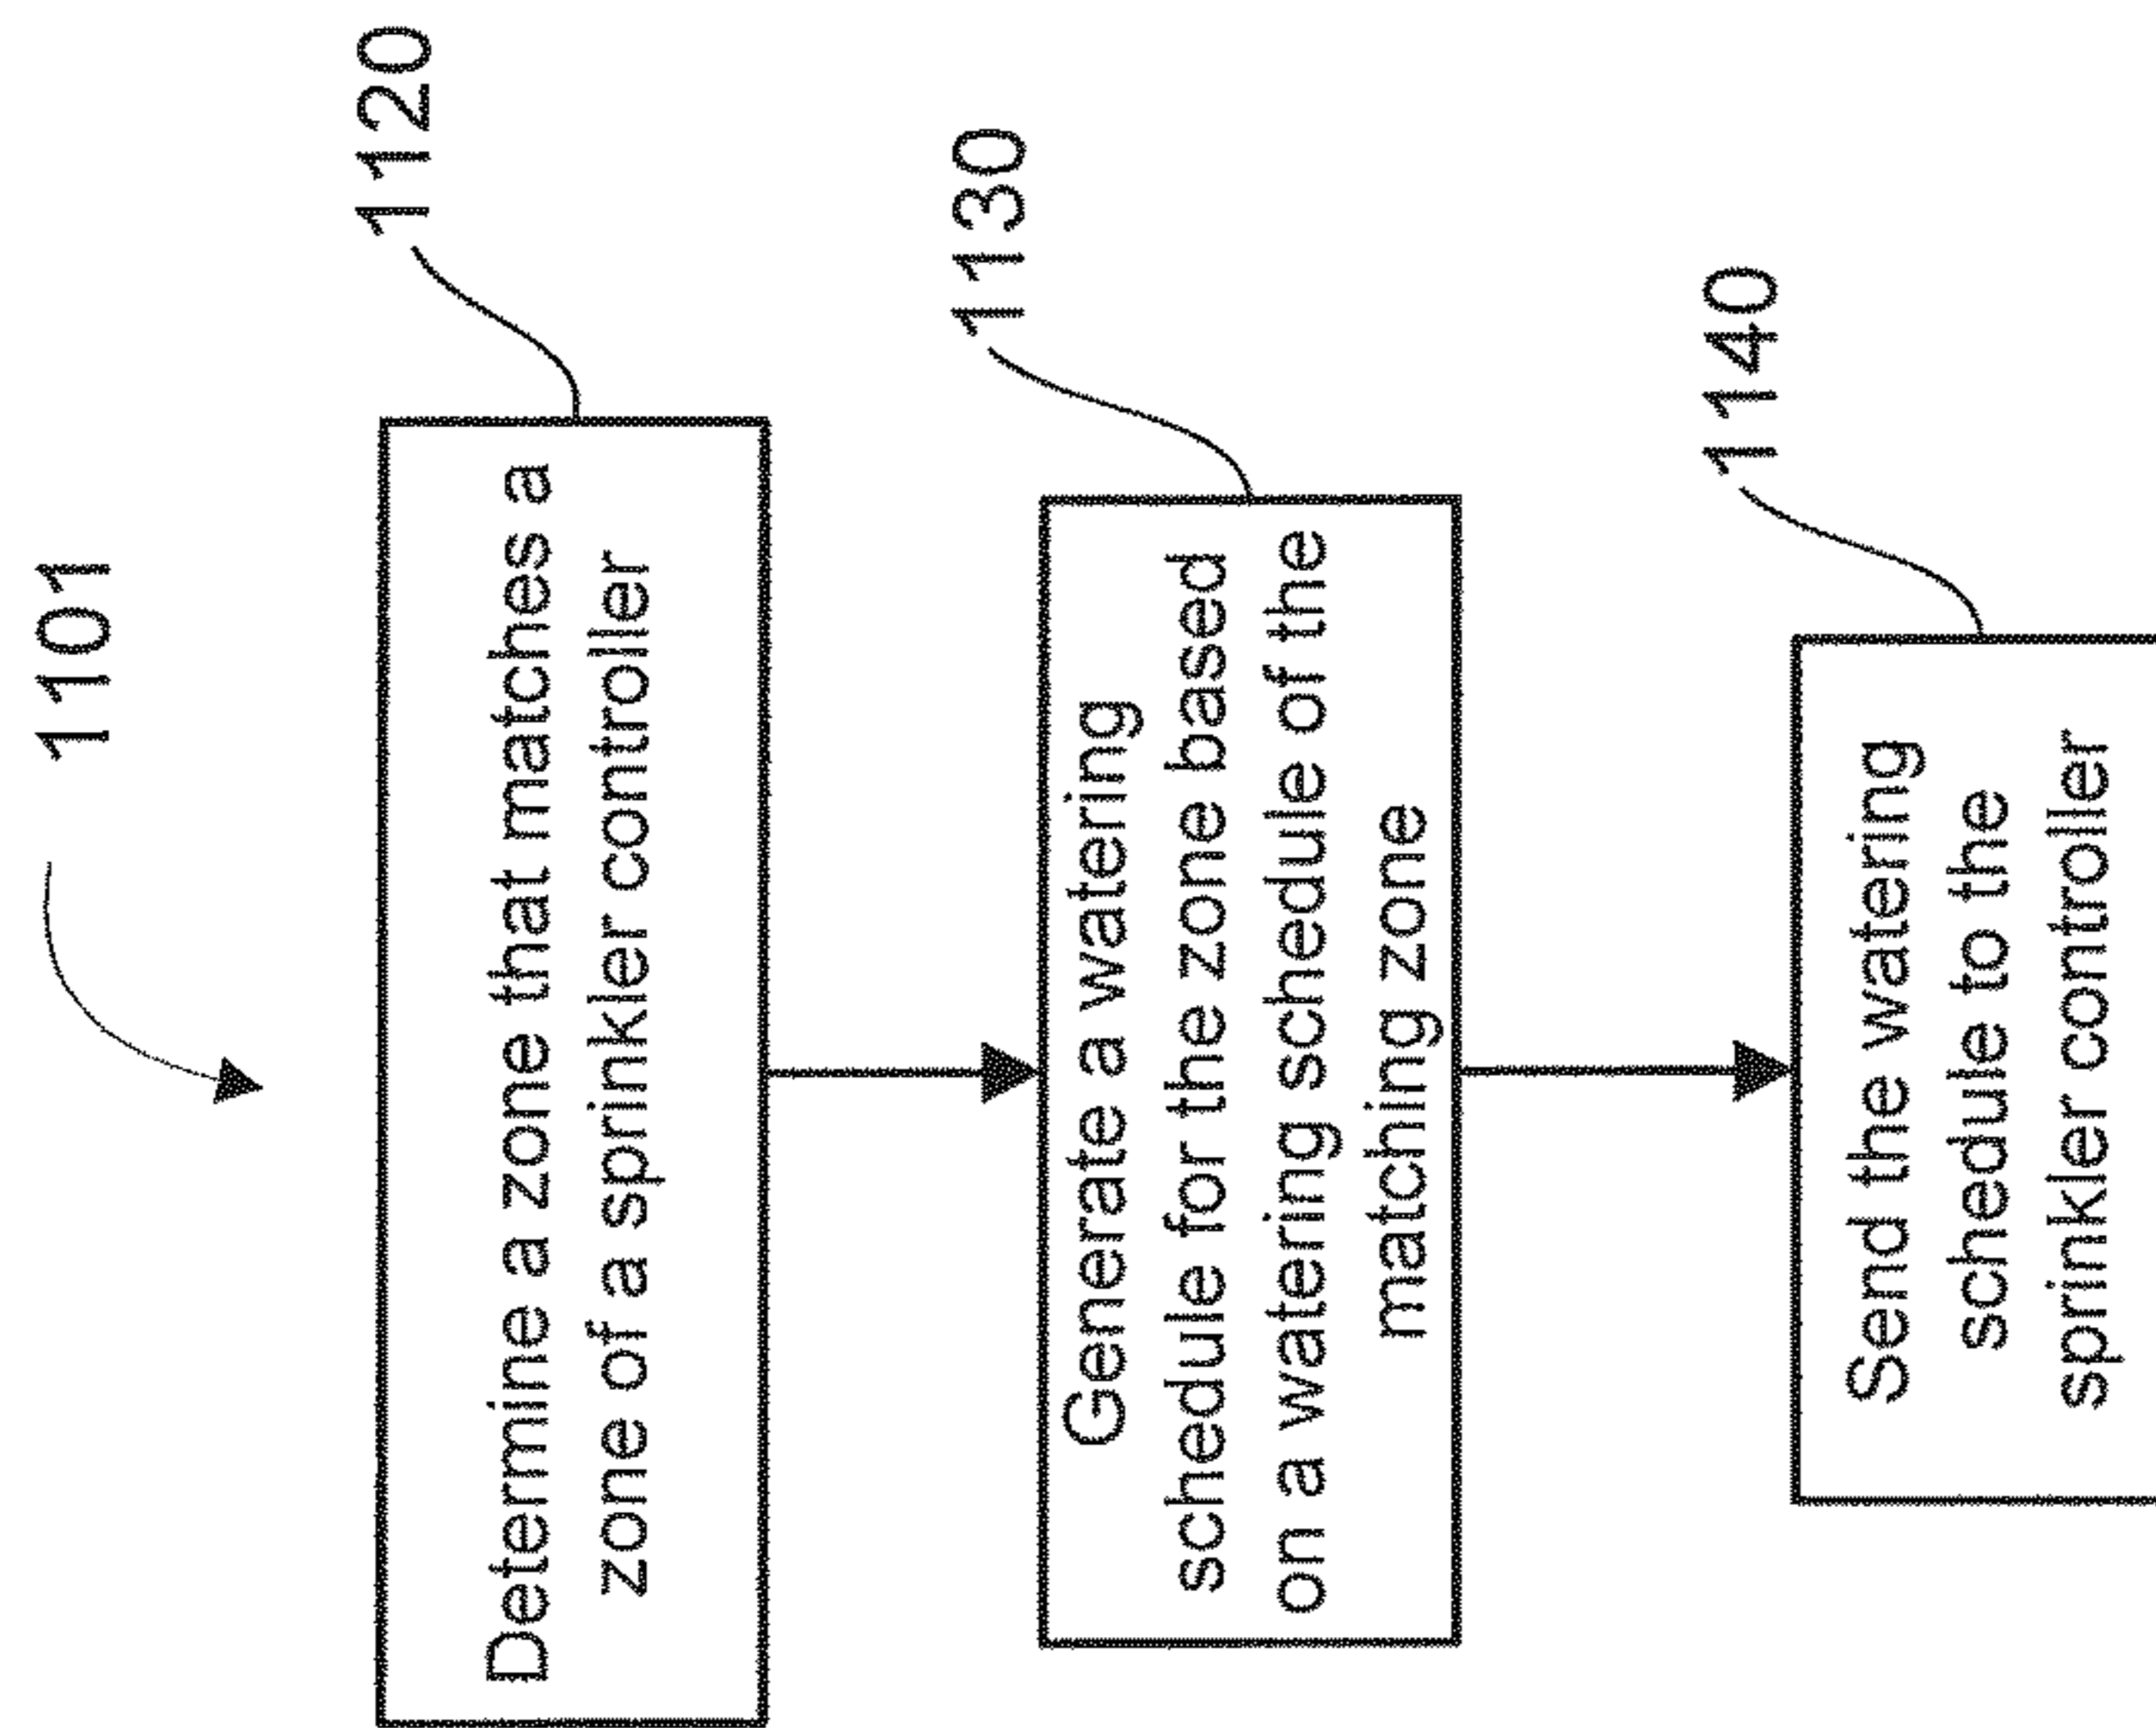 1101
1120
Determine a zone that matches a
zone of a sprinkler controller
1130
Generate a watering
schedule for the zone based
on a watering schedule of the
matching zone
1140
Send the watering
schedule to the
sprinkler controller